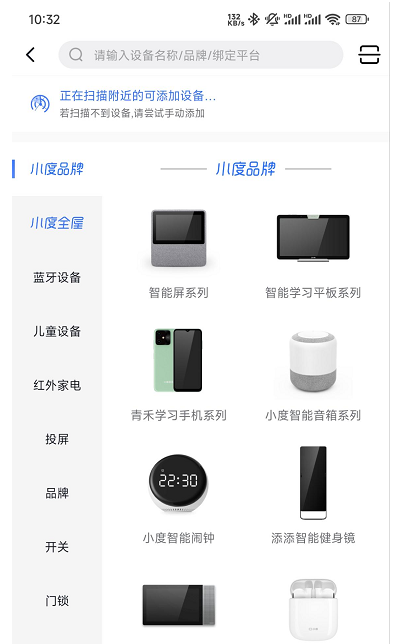 10:32
132
KB/s
HD
HD
87
请输入设备名称/品牌/绑定平台
正在扫描附近的可添加设备...
若扫描不到设备,请尝试手动添加
小度品牌
小度品牌
小度全屋
蓝牙设备
儿童设备
红外家电
投屏
品牌
开关
门锁
智能屏系列
智能学习平板系列
青禾学习手机系列
小度智能音箱系列
22:30
小度智能闹钟
添添智能健身镜